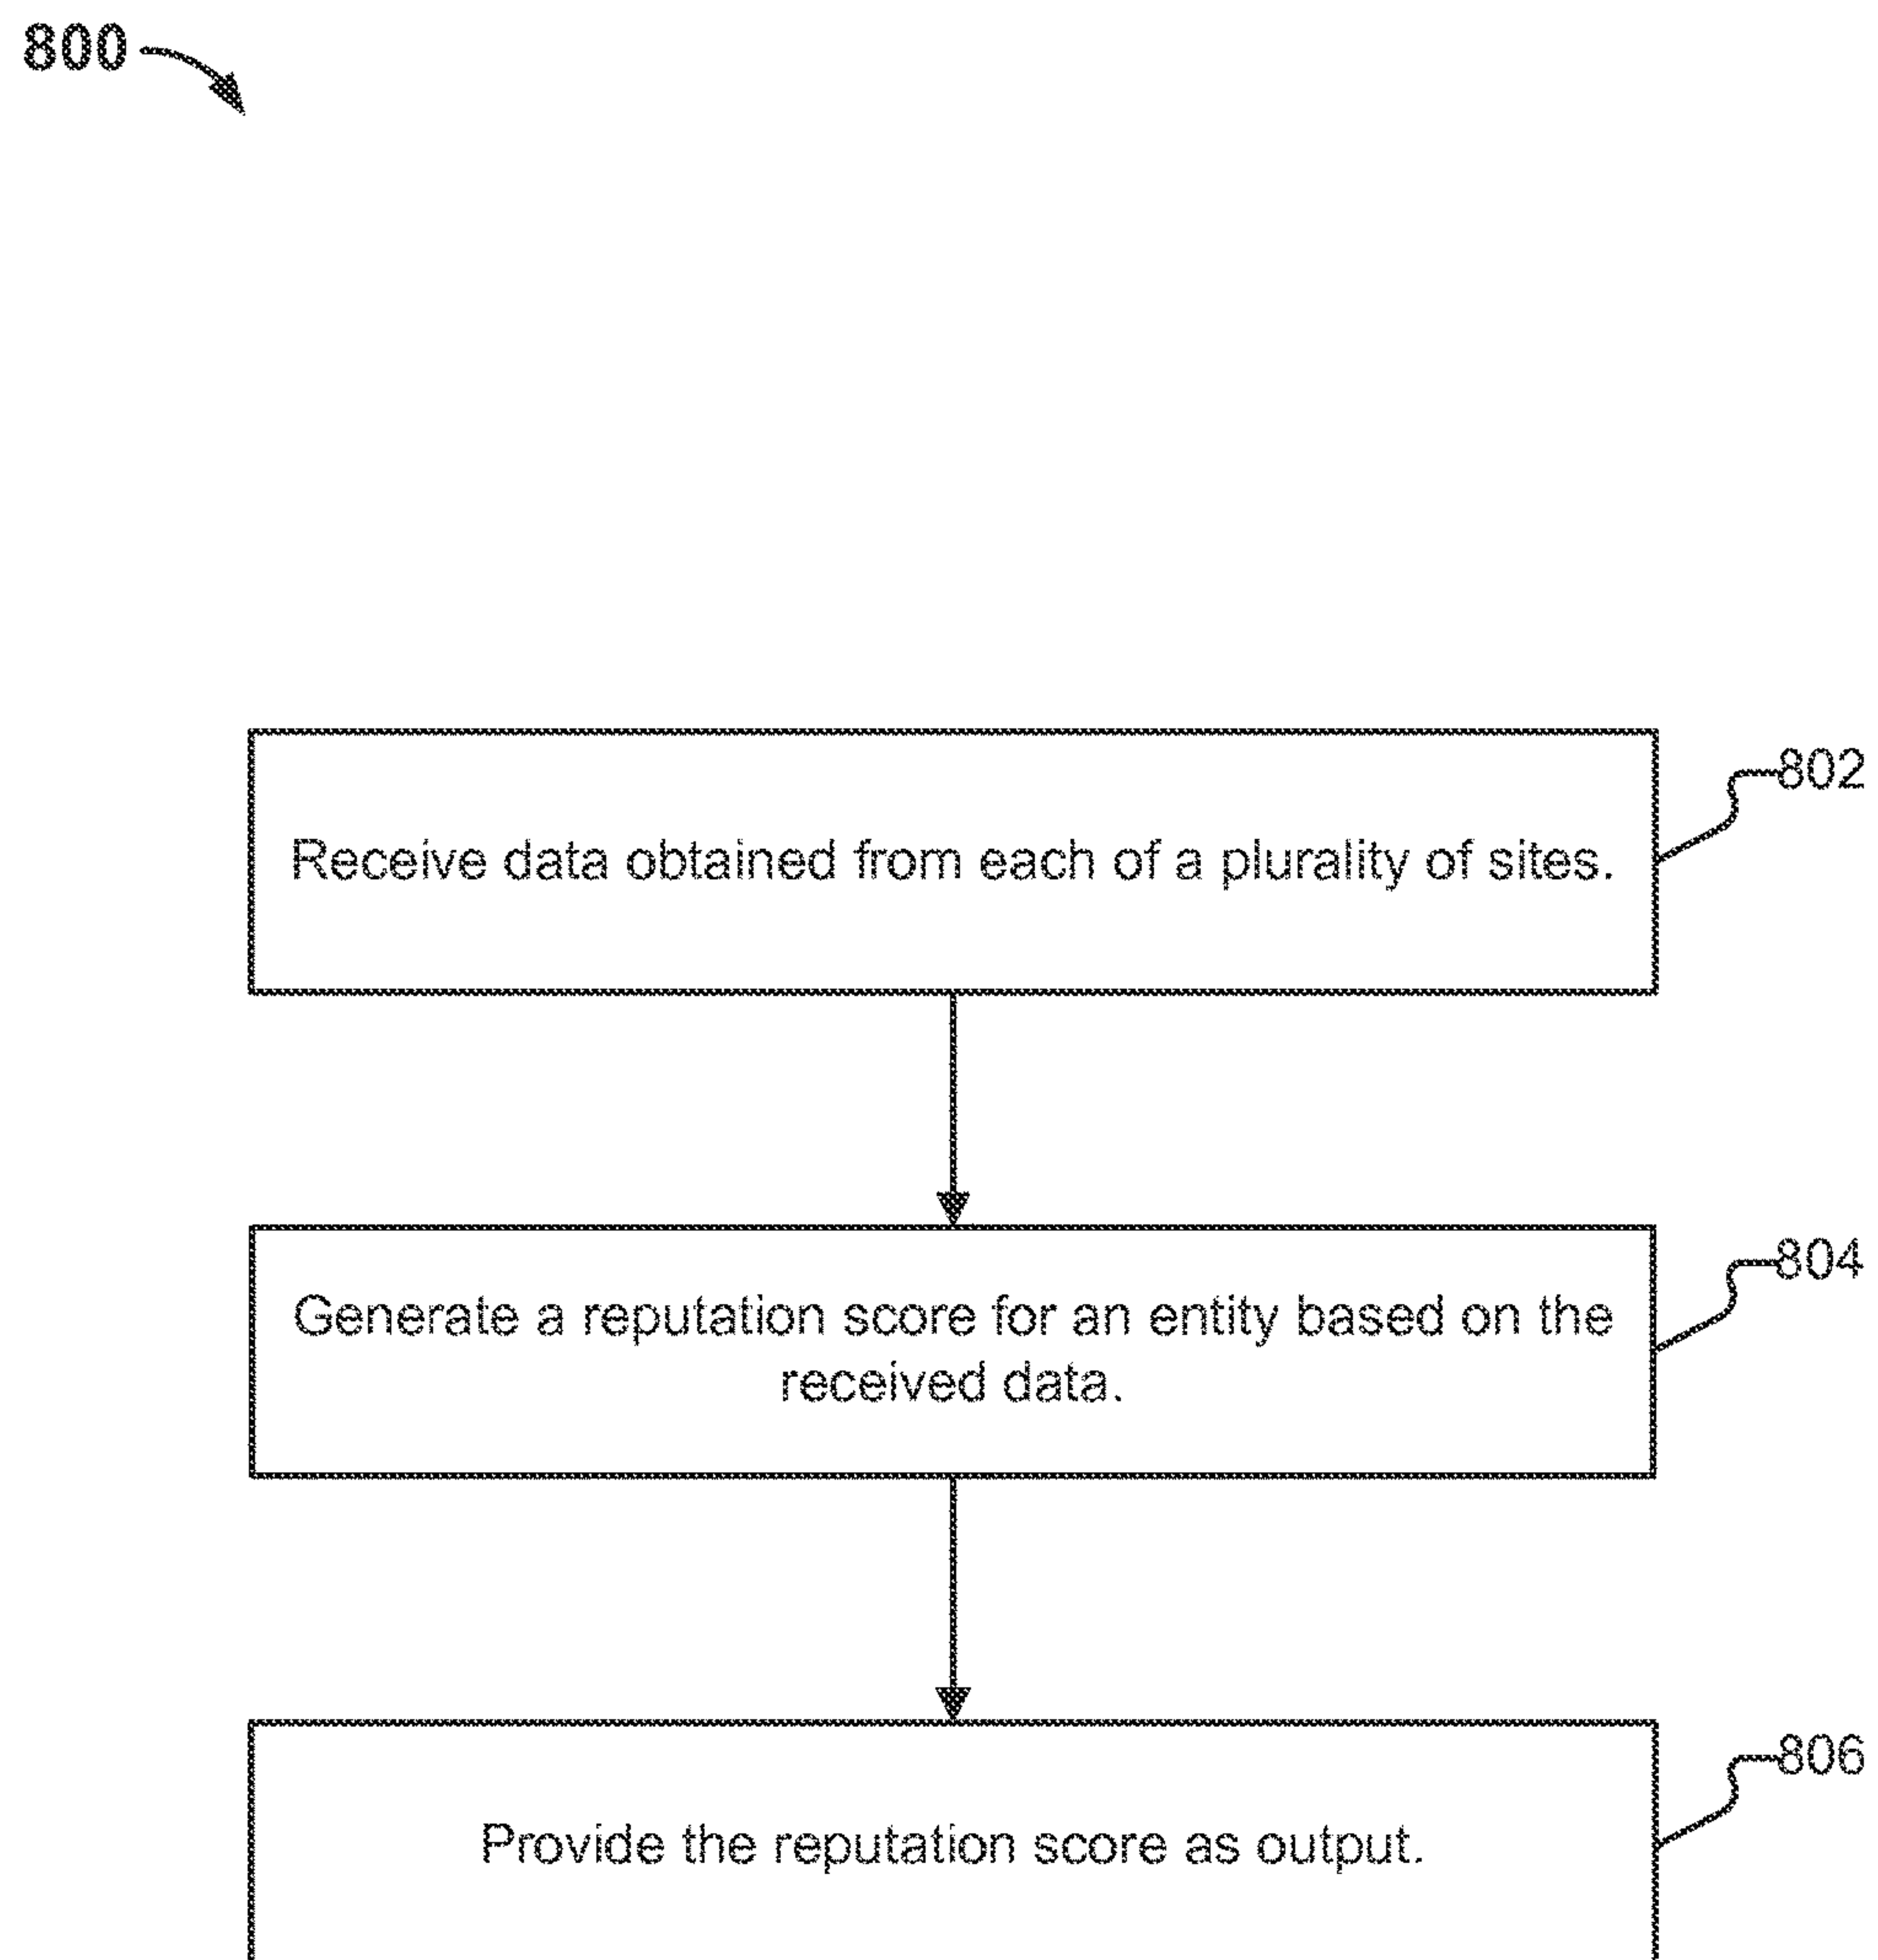 800
Receive data obtained from each of a plurality of sites.
802
Generate a reputation score for an entity based on the
received data.
804
Provide the reputation score as output.
806